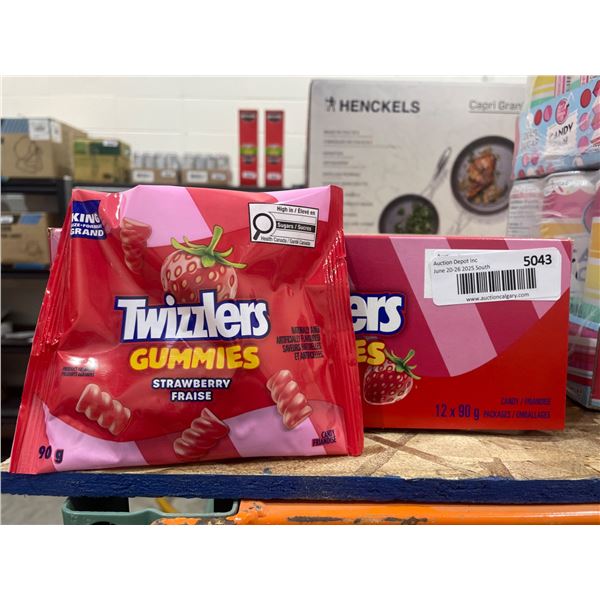 HENCKELS
Capri Gran
CANDY
KING
SIZE•FORMAT
GRAND
High in / Élevé en
Sugars / Sucres
Health Canada / Santé Canada
TWIZZLERS
GUMMIES
STRAWBERRY
FRAISE
NATURALLY AND
ARTIFICIALLY FLAVOURED
SAVEURS NATURELLES
ET ARTIFICIELLES
90 g
CANDY
FRIANDISE
Auction Depot Inc
June 20-26 2025 South
5043
www.auctioncalgary.com
ers
ES
CANDY / FRIANDISE
12 x 90 g
PACKAGES / EMBALLAGES